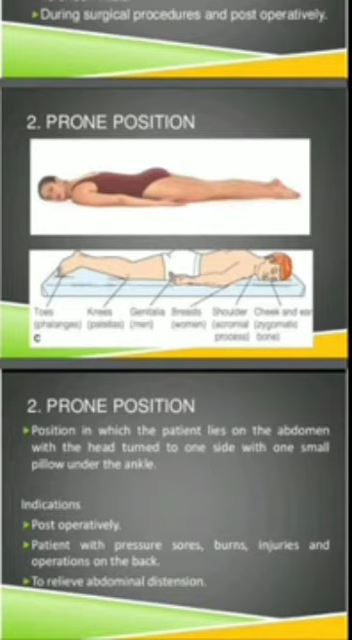 During surgical procedures and post operatively.
2. PRONE POSITION
Toes Knees Genitalia Breasts Shoulder Cheek and ear
(phalanges) (patellas) (men) (women) (acromial (zygomatic
C process) bone)
2. PRONE POSITION
Position in which the patient lies on the abdomen
with the head turned to one side with one small
pillow under the ankle.
Indications
Post operatively.
Patient with pressure sores, burns, injuries and
operations on the back.
To relieve abdominal distension.